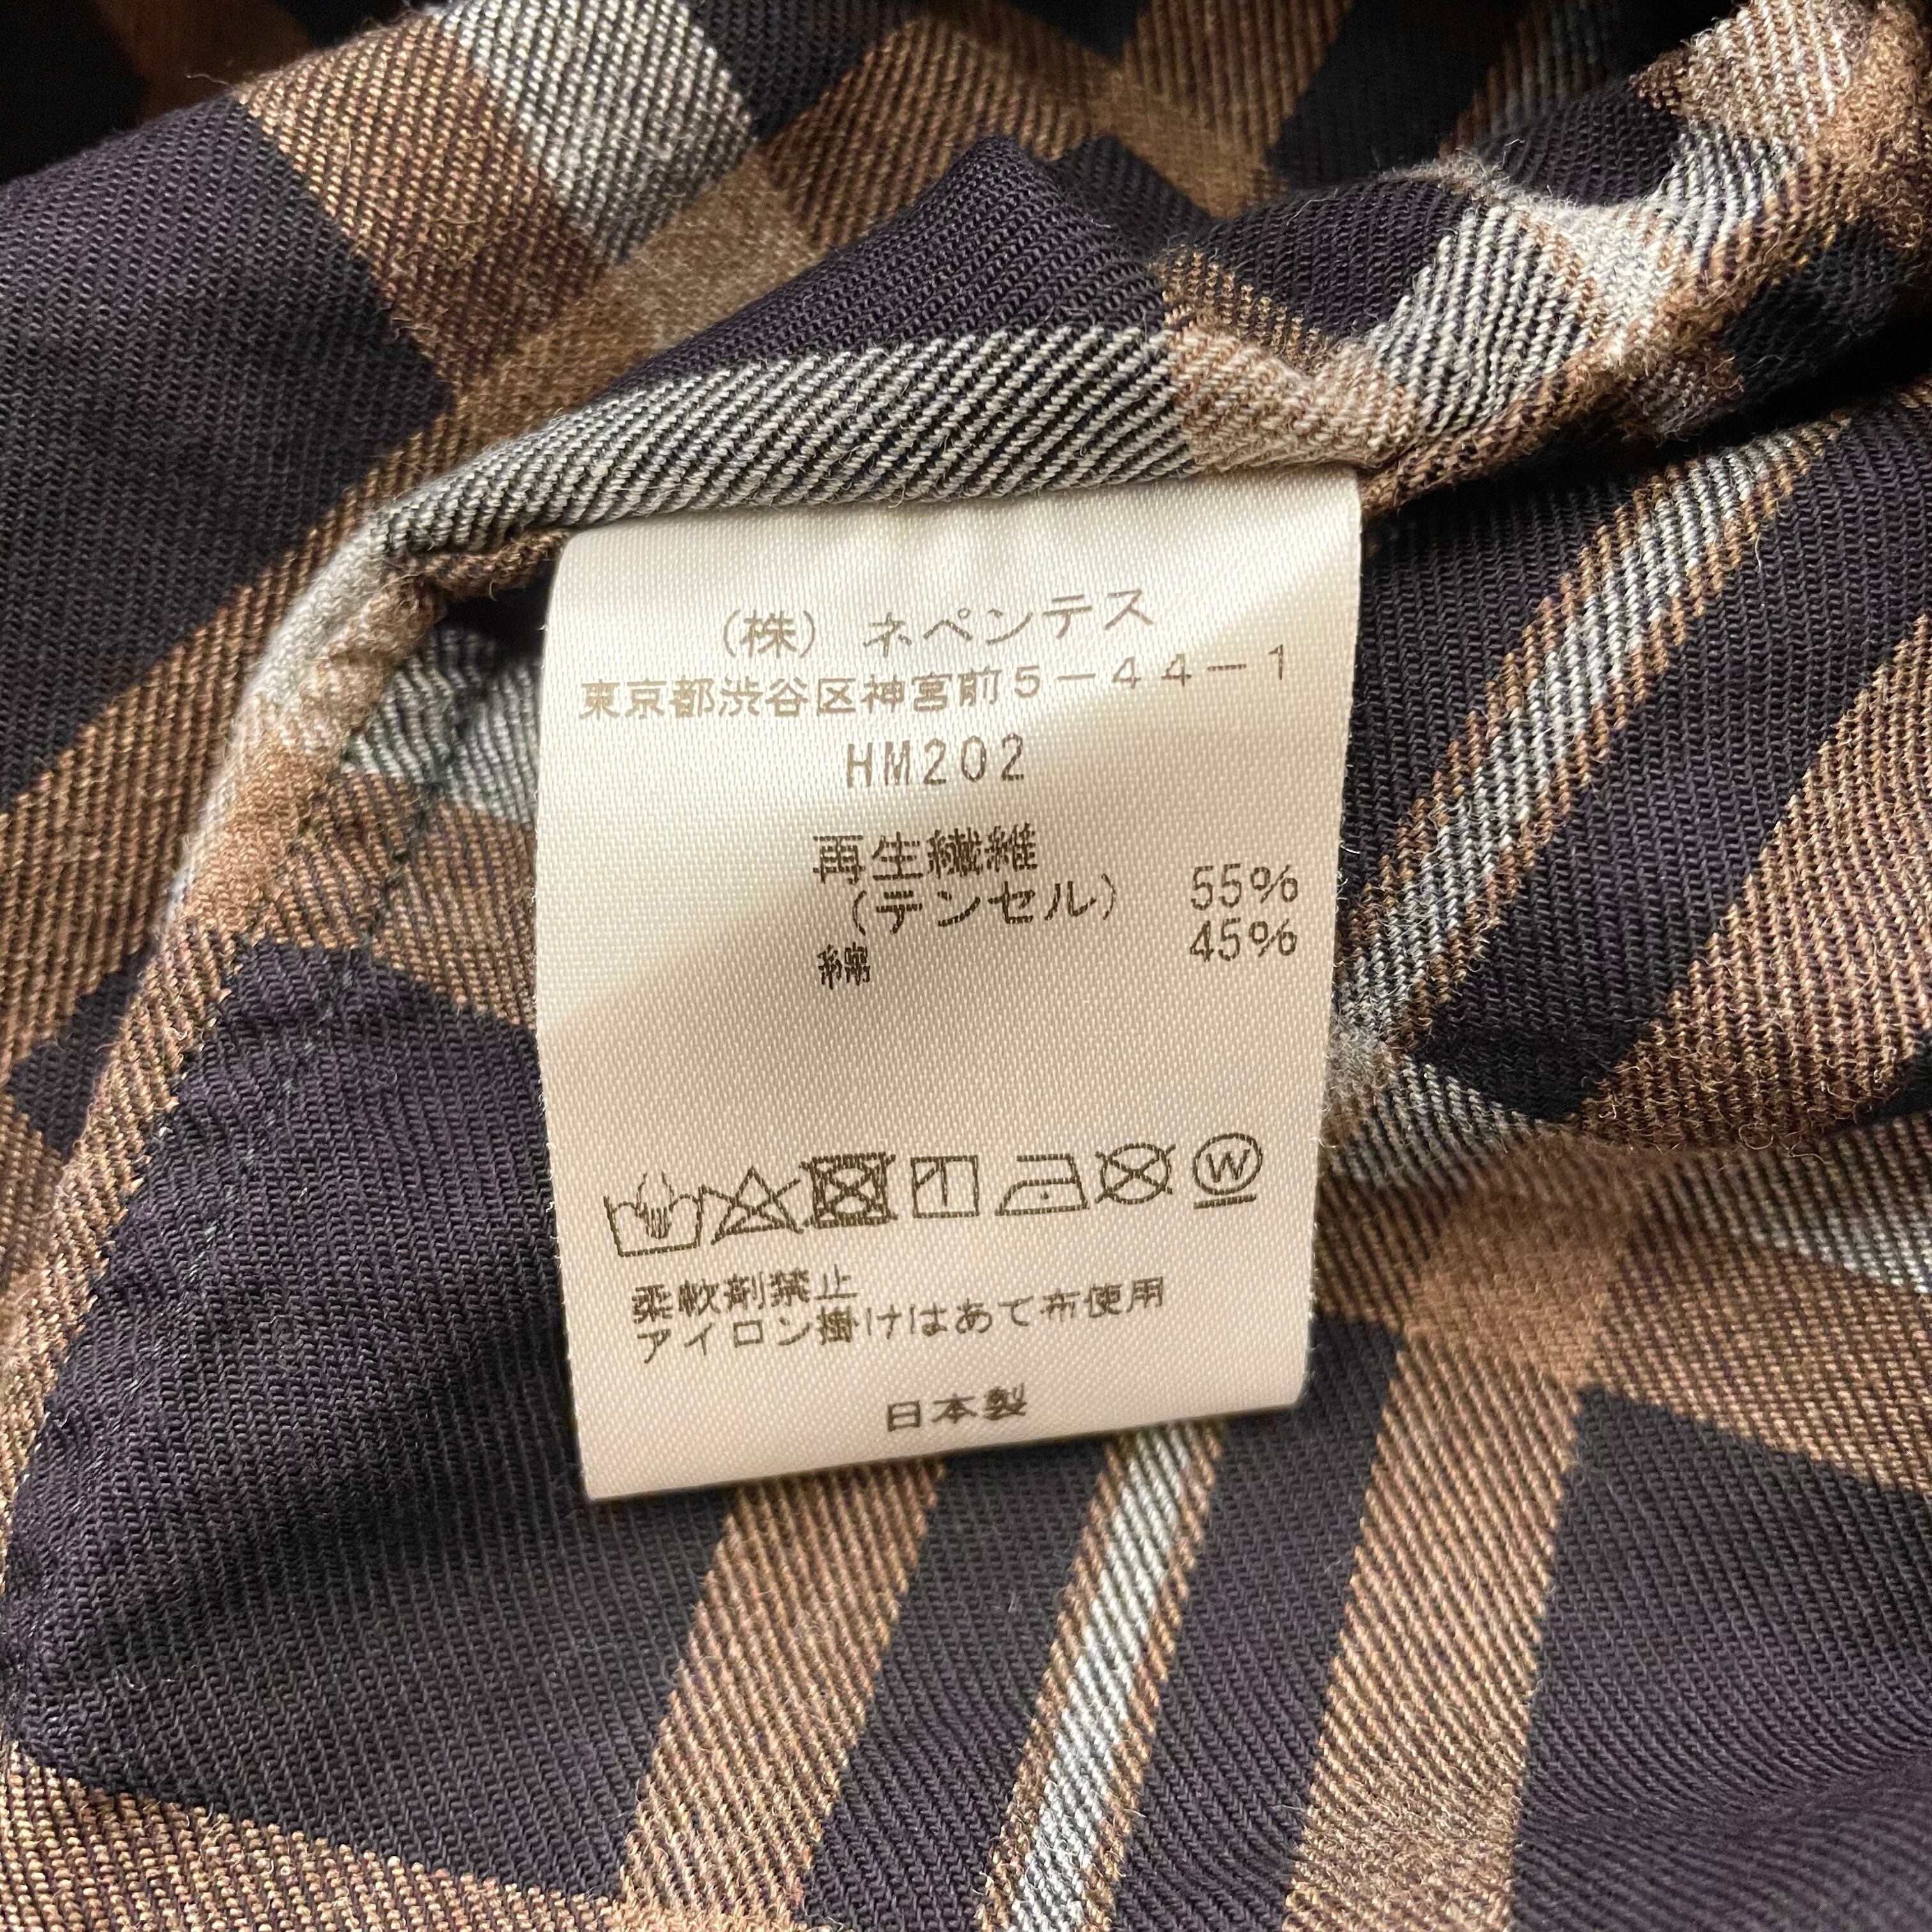 (株) ネペンテス
東京都渋谷区神宮前5-44-1
HM202
再生繊維
(テンセル) 55%
綿 45%
W
柔軟剤禁止
アイロン掛けはあて布使用
日本製